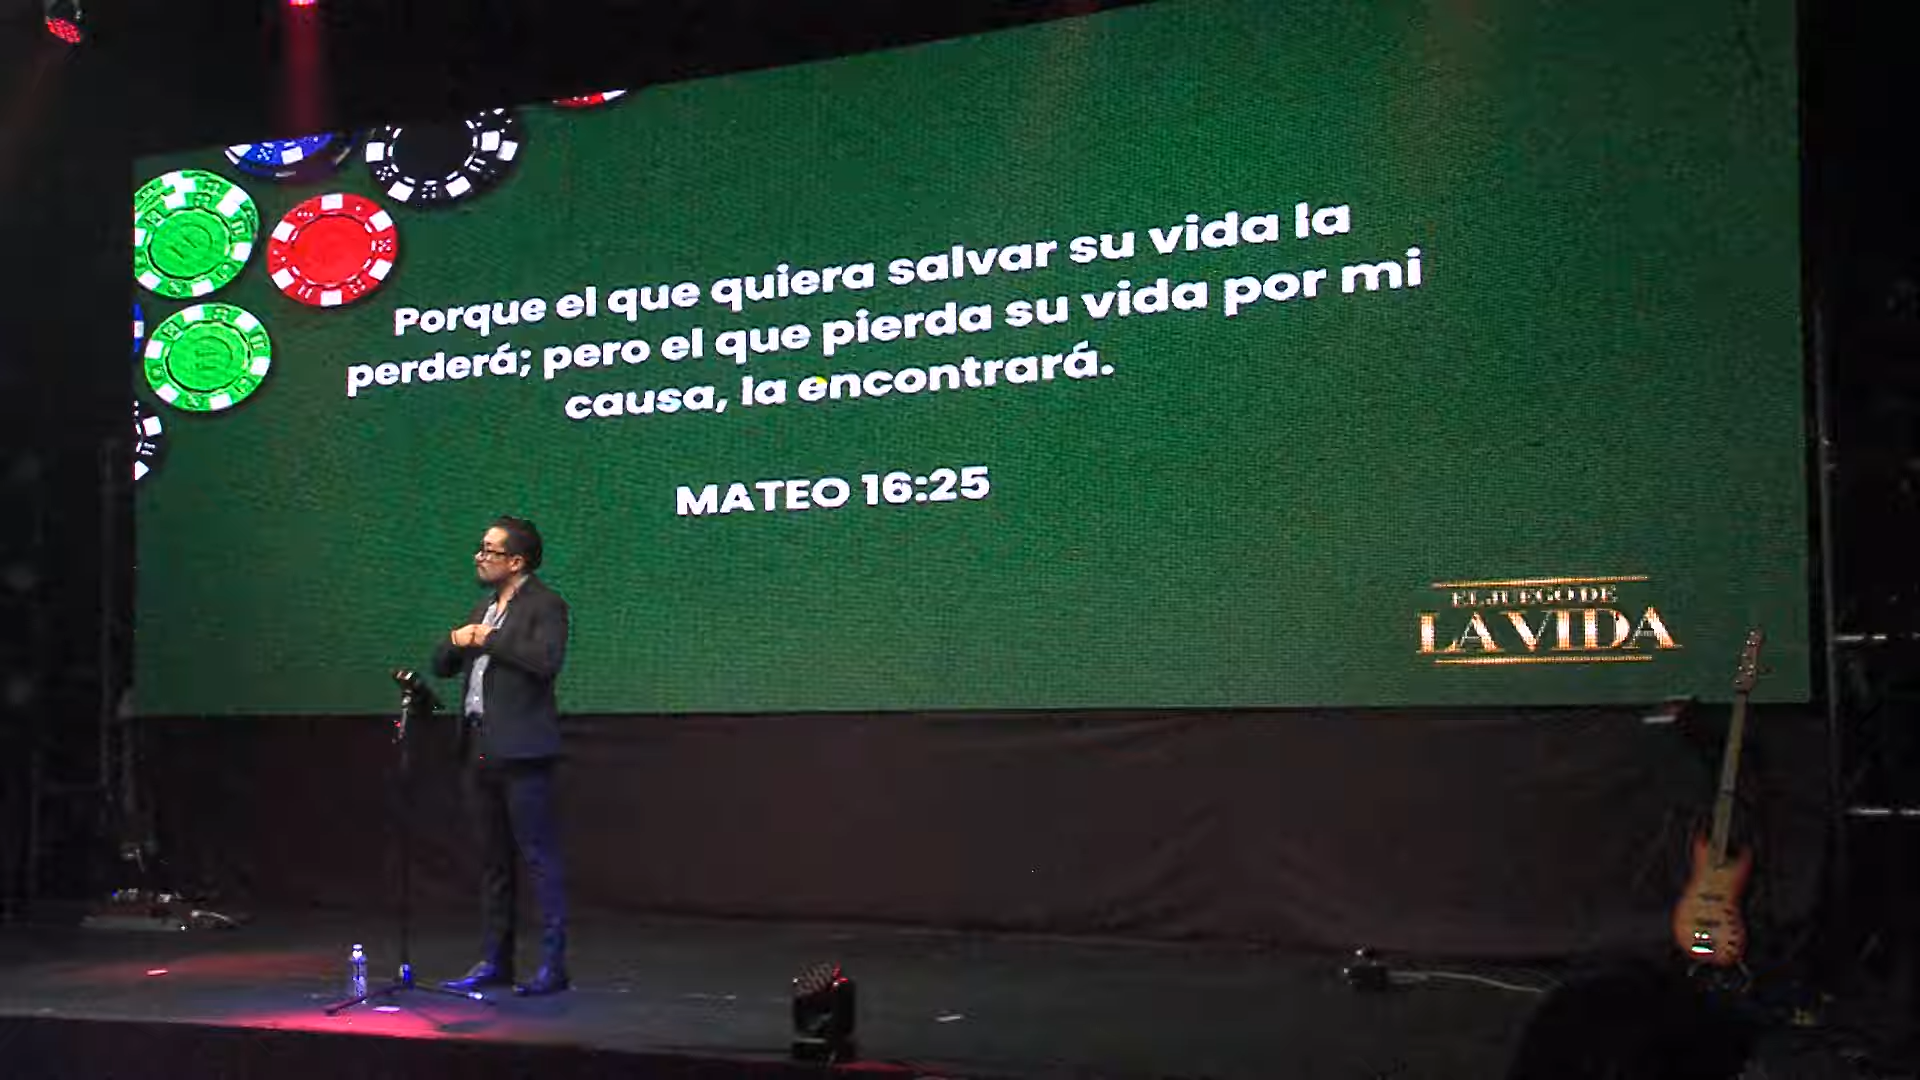 Porque el que quiera salvar su vida la
perderá; pero el que pierda su vida por mi
causa, la encontrará.
MATEO 16:25
EL JUEGO DE
LA VIDA